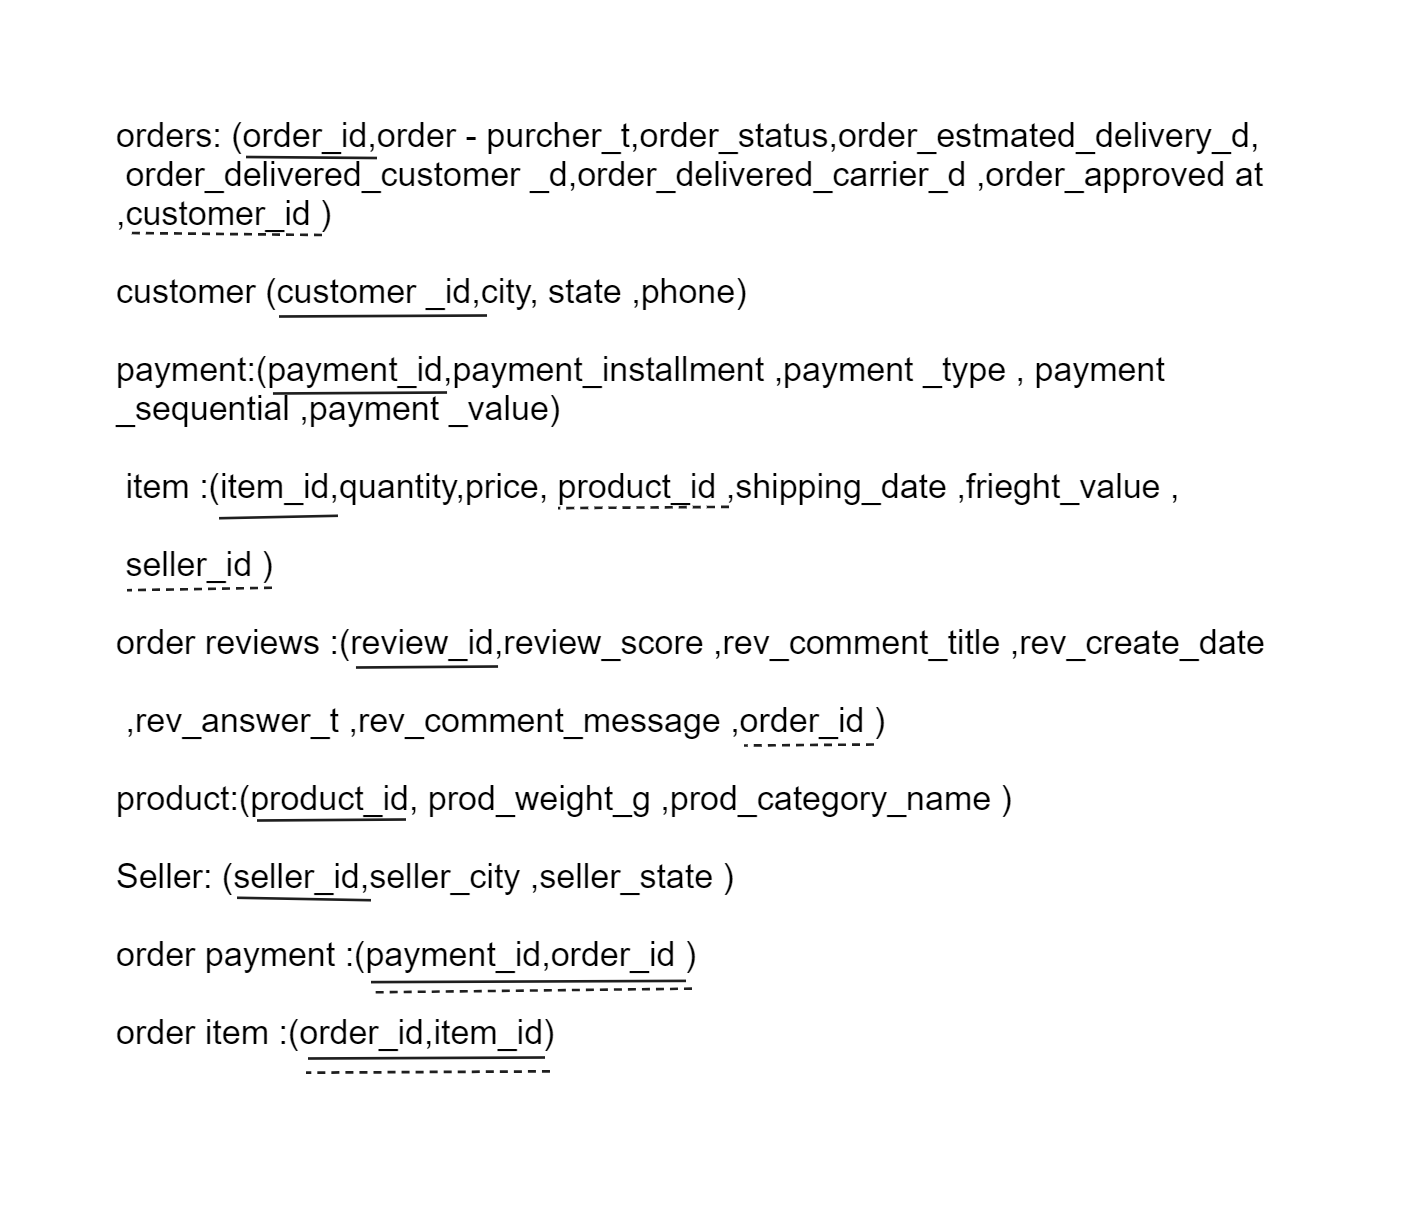 orders: (order_id,order - purcher_t,order_status,order_estmated_delivery_d,
order_delivered_customer _d,order_delivered_carrier_d ,order_approved at
,customer_id )
customer (customer _id,city, state ,phone)
payment:(payment_id,payment_installment ,payment _type , payment
_sequential ,payment _value)
item :(item_id,quantity,price, product_id ,shipping_date ,frieght_value ,
seller_id )
order reviews :(review_id,review_score ,rev_comment_title ,rev_create_date
,rev_answer_t ,rev_comment_message ,order_id )
product:(product_id, prod_weight_g ,prod_category_name )
Seller: (seller_id,seller_city ,seller_state )
order payment :(payment_id,order_id )
order item :(order_id,item_id)